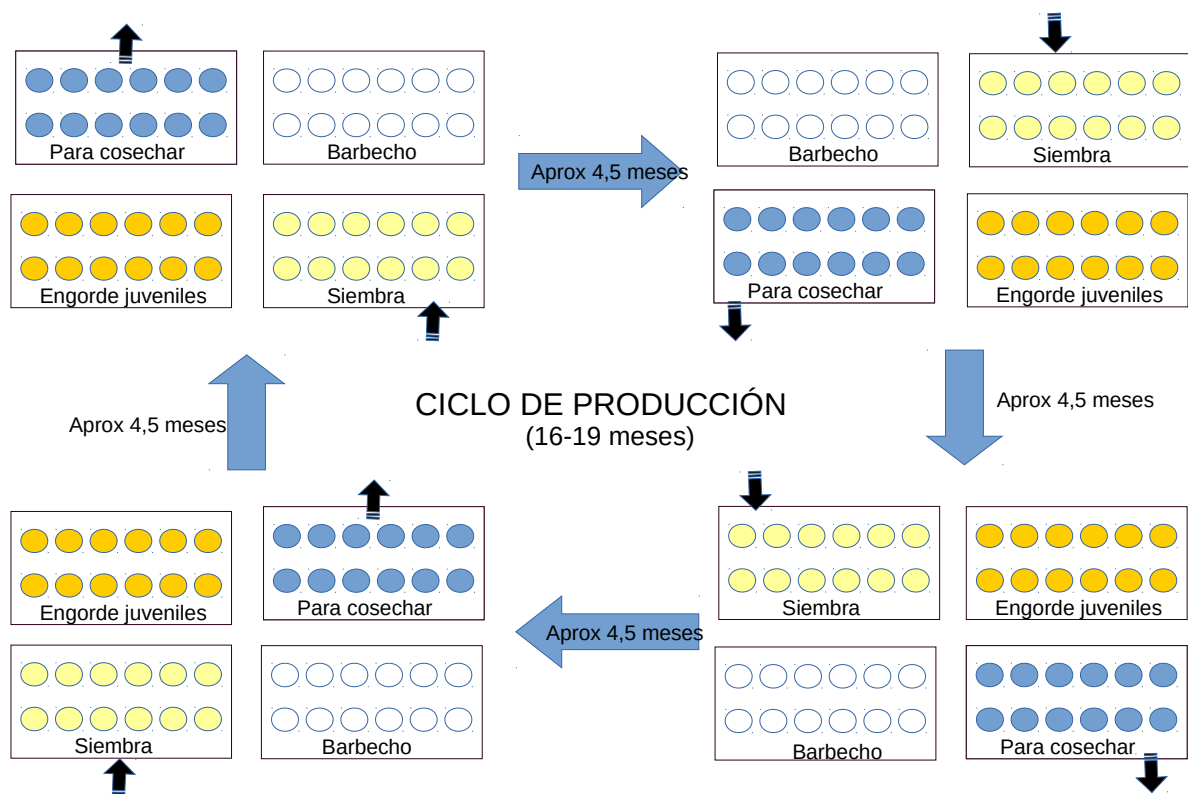 Para cosechar
Barbecho
Engorde juveniles
Siembra
Aprox 4,5 meses
Barbecho
Siembra
Para cosechar
Engorde juveniles
Aprox 4,5 meses
CICLO DE PRODUCCIÓN
(16-19 meses)
Aprox 4,5 meses
Engorde juveniles
Para cosechar
Siembra
Barbecho
Aprox 4,5 meses
Siembra
Engorde juveniles
Barbecho
Para cosechar